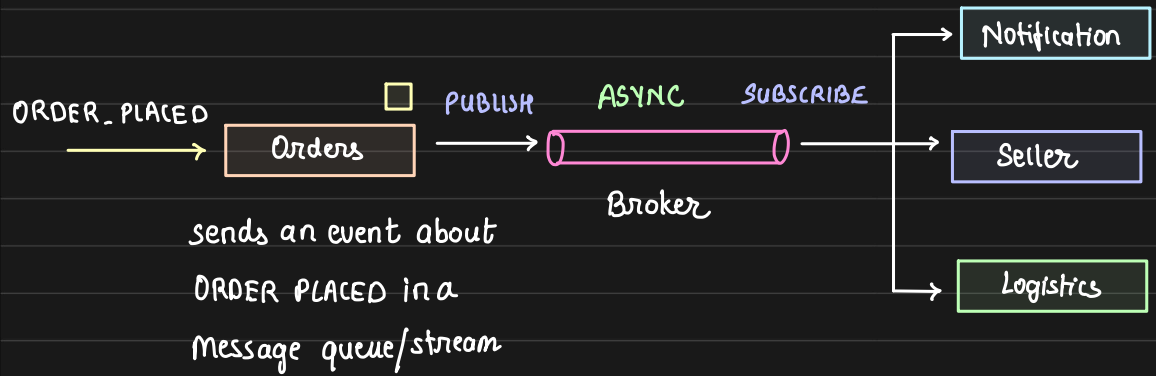 ORDER_PLACED
Orders
PUBLISH
ASYNC
SUBSCRIBE
Broker
Notification
Seller
Logistics
sends an event about
ORDER PLACED in a
Message queue/stream